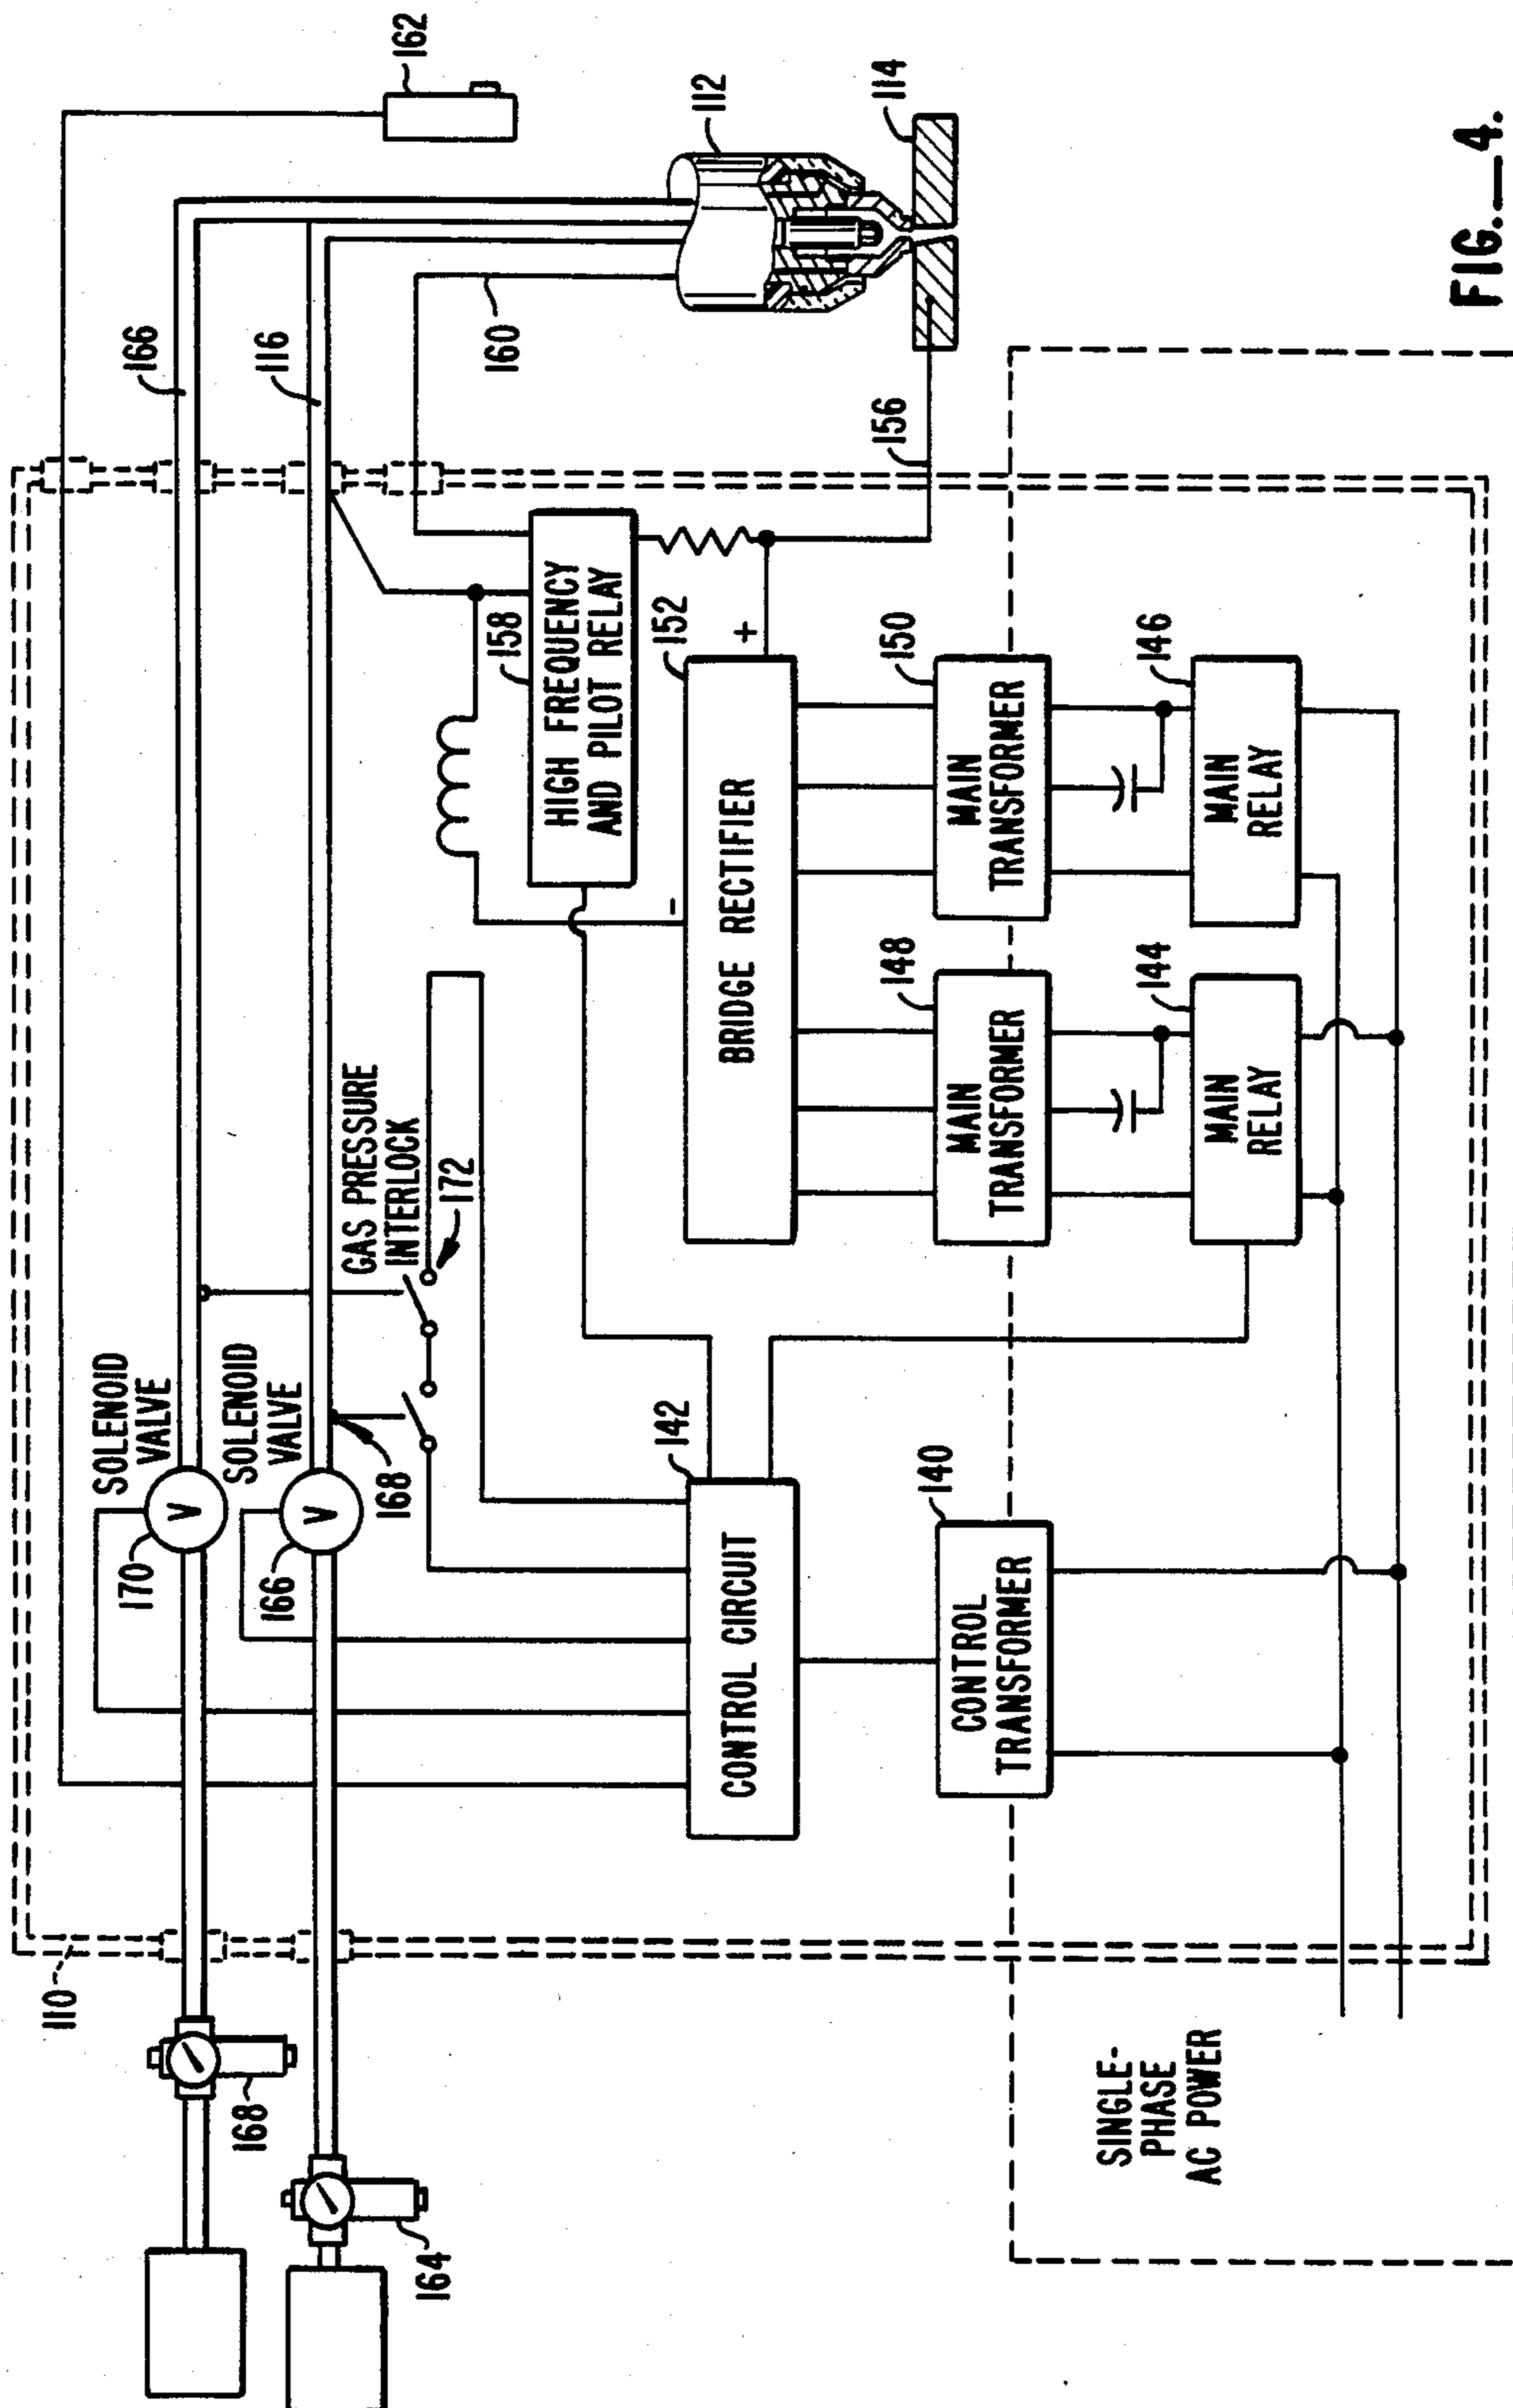 110
168
164
170
SOLENOID
VALVE
166
SOLENOID
VALVE
168
GAS PRESSURE
INTERLOCK
172
166
116
160
162
112
114
156
158
HIGH FREQUENCY
AND PILOT RELAY
152
+
-
BRIDGE RECTIFIER
142
CONTROL CIRCUIT
140
CONTROL
TRANSFORMER
148
MAIN
TRANSFORMER
150
MAIN
TRANSFORMER
144
MAIN
RELAY
146
MAIN
RELAY
SINGLE-
PHASE
AC POWER
V
V
FIG.—4.